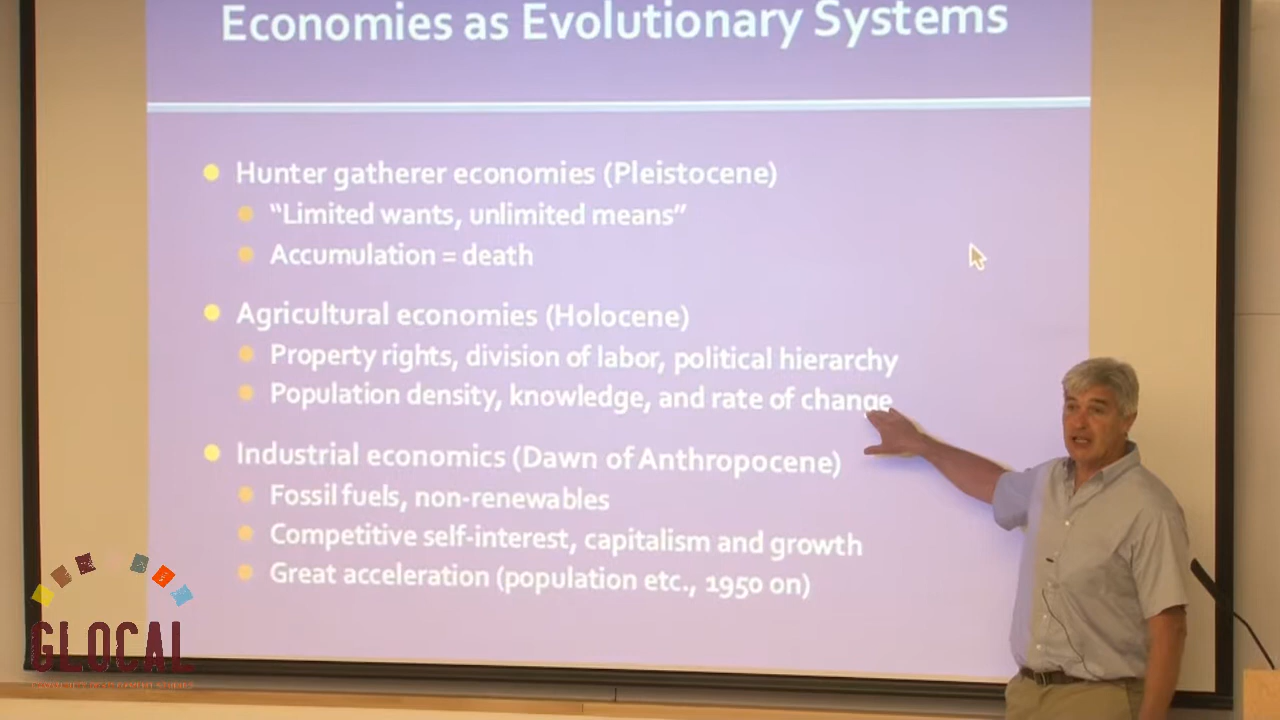 Economies as Evolutionary Systems
Hunter gatherer economies (Pleistocene)
“Limited wants, unlimited means”
Accumulation = death
Agricultural economies (Holocene)
Property rights, division of labor, political hierarchy
Population density, knowledge, and rate of change
Industrial economics (Dawn of Anthropocene)
Fossil fuels, non-renewables
Competitive self-interest, capitalism and growth
Great acceleration (population etc., 1950 on)
GLOCAL